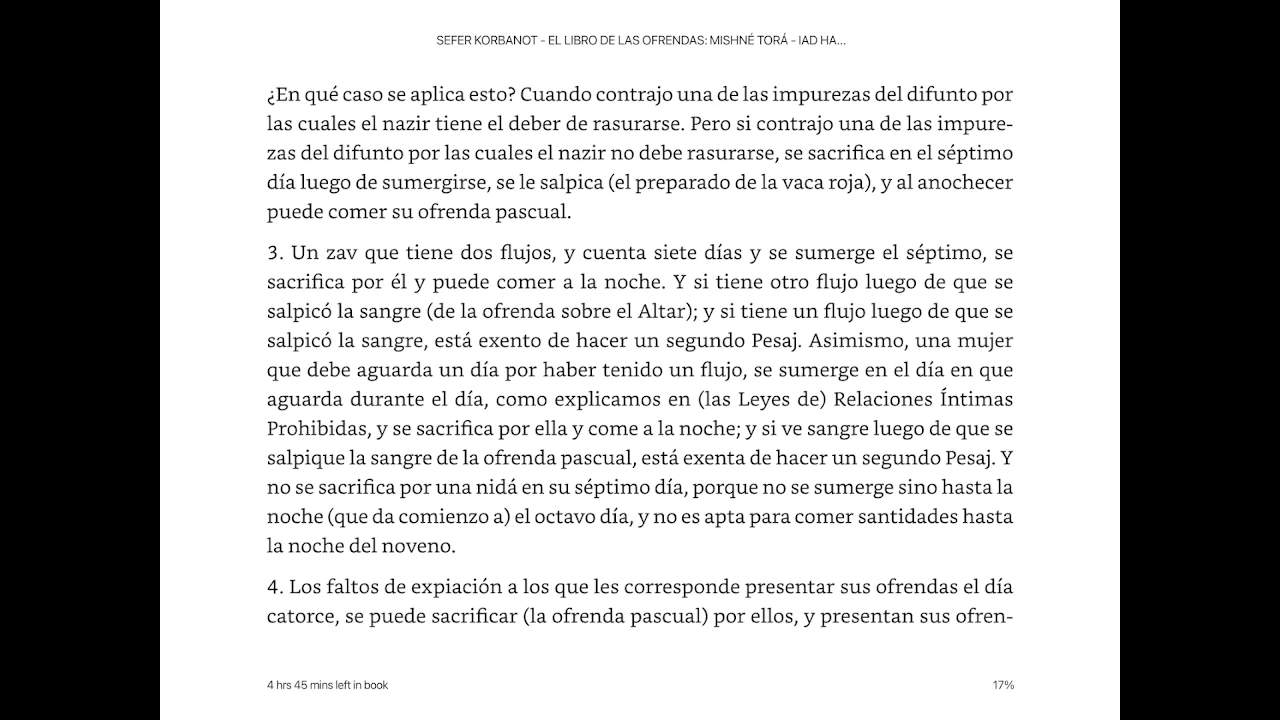 SEFER KORBANOT - EL LIBRO DE LAS OFRENDAS: MISHNÉ TORÁ - IAD HA...
¿En qué caso se aplica esto? Cuando contrajo una de las impurezas del difunto por
las cuales el nazir tiene el deber de rasurarse. Pero si contrajo una de las impure-
zas del difunto por las cuales el nazir no debe rasurarse, se sacrifica en el séptimo
día luego de sumergirse, se le salpica (el preparado de la vaca roja), y al anochecer
puede comer su ofrenda pascual.
3. Un zav que tiene dos flujos, y cuenta siete días y se sumerge el séptimo, se
sacrifica por él y puede comer a la noche. Y si tiene otro flujo luego de que se
salpicó la sangre (de la ofrenda sobre el Altar); y si tiene un flujo luego de que se
salpicó la sangre, está exento de hacer un segundo Pesaj. Asimismo, una mujer
que debe aguarda un día por haber tenido un flujo, se sumerge en el día en que
aguarda durante el día, como explicamos en (las Leyes de) Relaciones Íntimas
Prohibidas, y se sacrifica por ella y come a la noche; y si ve sangre luego de que se
salpique la sangre de la ofrenda pascual, está exenta de hacer un segundo Pesaj. Y
no se sacrifica por una nidá en su séptimo día, porque no se sumerge sino hasta la
noche (que da comienzo a) el octavo día, y no es apta para comer santidades hasta
la noche del noveno.
4. Los faltos de expiación a los que les corresponde presentar sus ofrendas el día
catorce, se puede sacrificar (la ofrenda pascual) por ellos, y presentan sus ofren-
4 hrs 45 mins left in book
17%